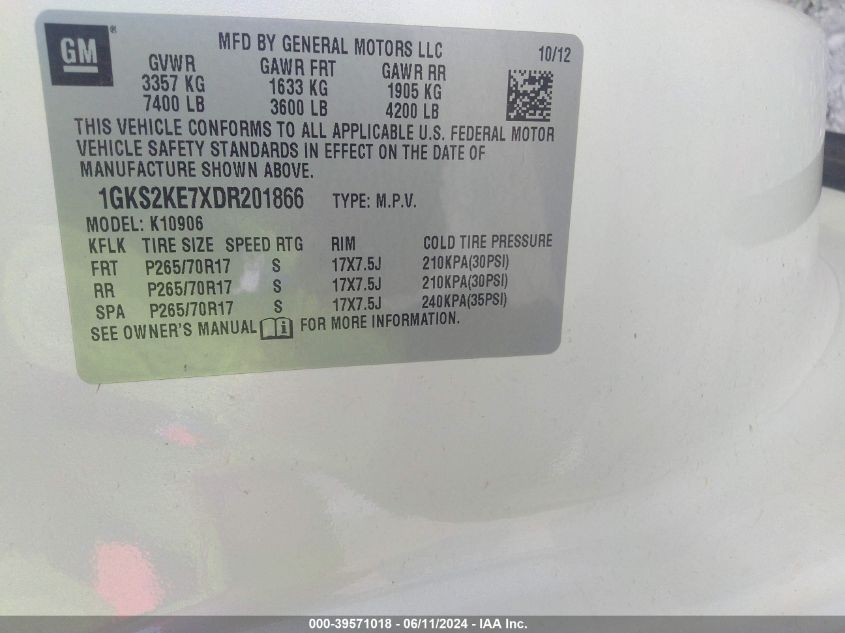 GM ®
MFD BY GENERAL MOTORS LLC 10/12
GVWR GAWR FRT GAWR RR
3357 KG 1633 KG 1905 KG
7400 LB 3600 LB 4200 LB
THIS VEHICLE CONFORMS TO ALL APPLICABLE U.S. FEDERAL MOTOR
VEHICLE SAFETY STANDARDS IN EFFECT ON THE DATE OF
MANUFACTURE SHOWN ABOVE.
1GKS2KE7XDR201866 TYPE: M.P.V.
MODEL: K10906
KFLK TIRE SIZE SPEED RTG RIM COLD TIRE PRESSURE
FRT P265/70R17 S 17X7.5J 210KPA(30PSI)
RR P265/70R17 S 17X7.5J 210KPA(30PSI)
SPA P265/70R17 S 17X7.5J 240KPA(35PSI)
SEE OWNER'S MANUAL FOR MORE INFORMATION.
000-39571018 - 06/11/2024 - IAA Inc.